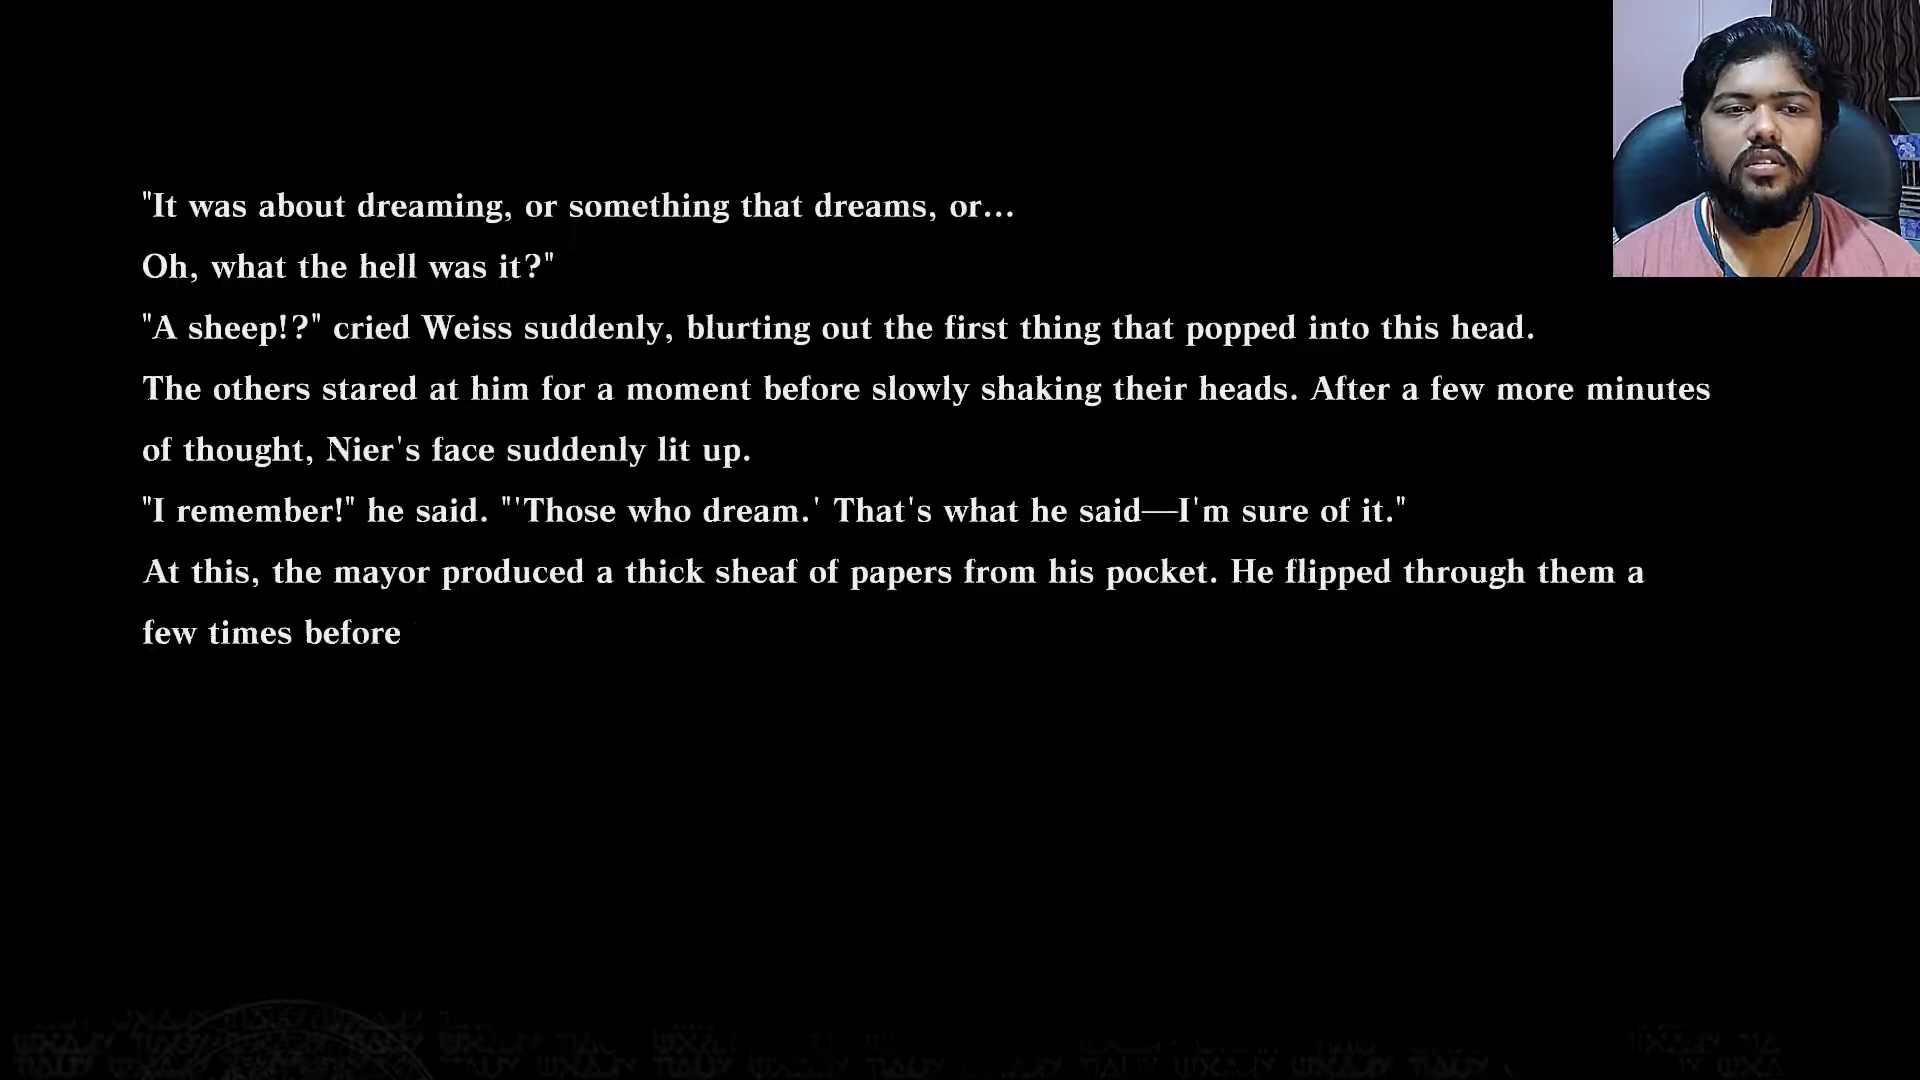 "It was about dreaming, or something that dreams, or...
Oh, what the hell was it?"
"A sheep!?" cried Weiss suddenly, blurting out the first thing that popped into this head.
The others stared at him for a moment before slowly shaking their heads. After a few more minutes
of thought, Nier's face suddenly lit up.
"I remember!" he said. "'Those who dream.' That's what he said—I'm sure of it."
At this, the mayor produced a thick sheaf of papers from his pocket. He flipped through them a
few times before